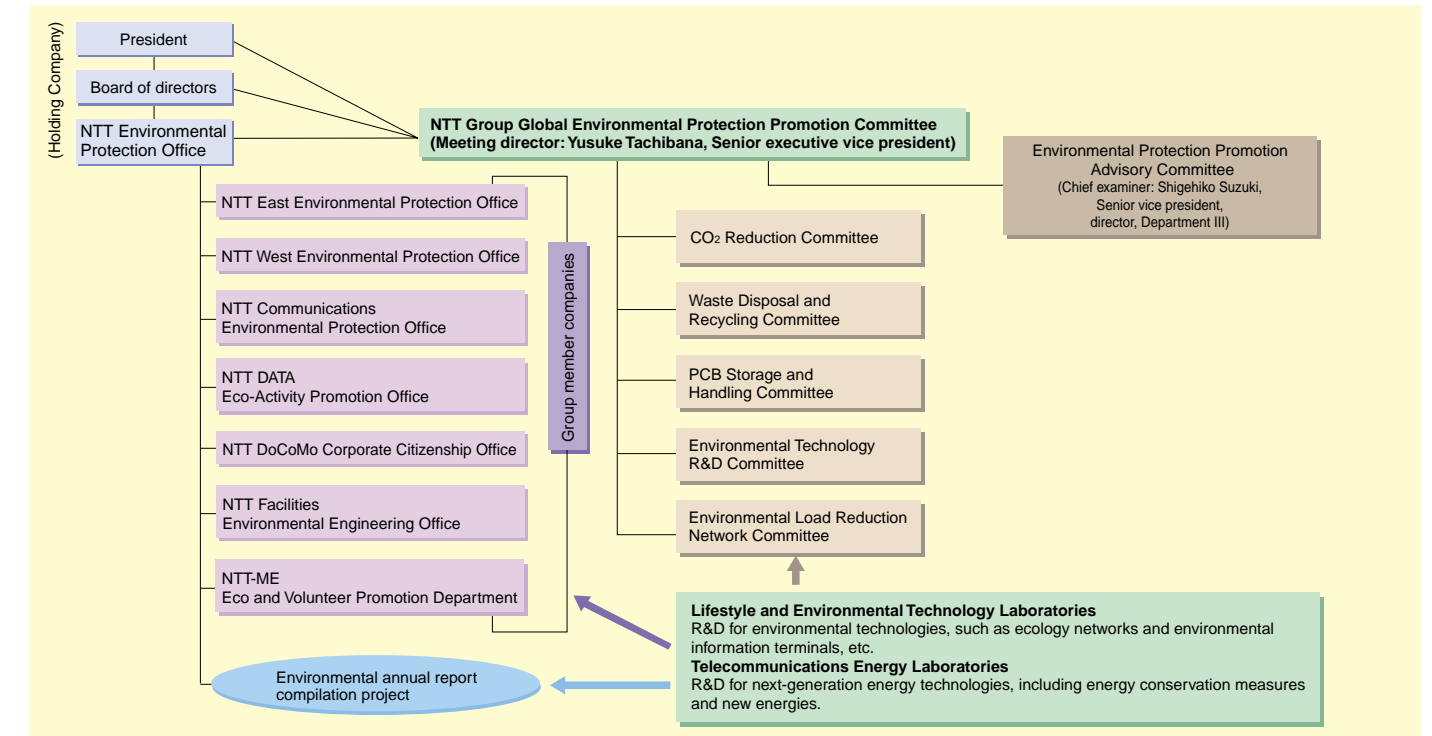 (Holding Company)
President
Board of directors
NTT Environmental
Protection Office
NTT Group Global Environmental Protection Promotion Committee
(Meeting director: Yusuke Tachibana, Senior executive vice president)
Environmental Protection Promotion
Advisory Committee
(Chief examiner: Shigehiko Suzuki,
Senior vice president,
director, Department III)
NTT East Environmental Protection Office
NTT West Environmental Protection Office
NTT Communications
Environmental Protection Office
NTT DATA
Eco-Activity Promotion Office
NTT DoCoMo Corporate Citizenship Office
NTT Facilities
Environmental Engineering Office
NTT-ME
Eco and Volunteer Promotion Department
Group member companies
CO2 Reduction Committee
Waste Disposal and
Recycling Committee
PCB Storage and
Handling Committee
Environmental Technology
R&D Committee
Environmental Load Reduction
Network Committee
Environmental annual report
compilation project
Lifestyle and Environmental Technology Laboratories
R&D for environmental technologies, such as ecology networks and environmental
information terminals, etc.
Telecommunications Energy Laboratories
R&D for next-generation energy technologies, including energy conservation measures
and new energies.